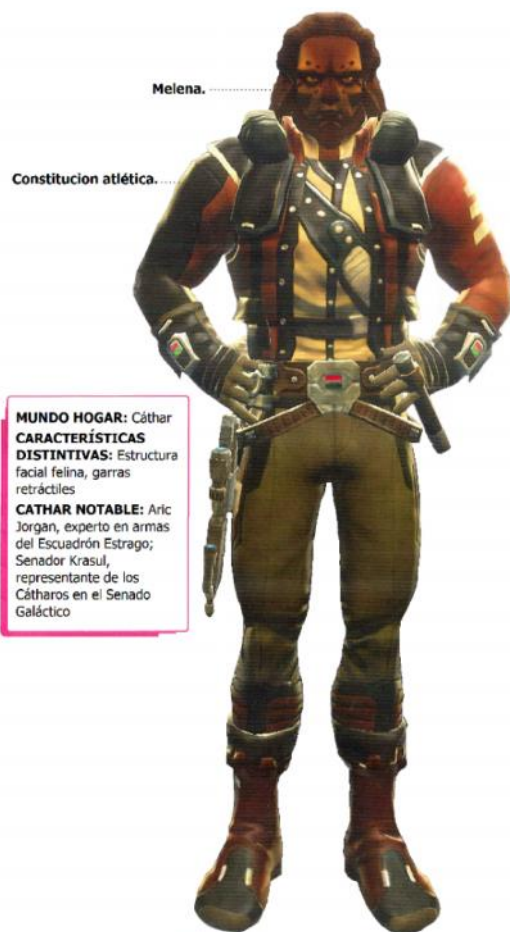 Melena.
Constitucion atlética.
MUNDO HOGAR: Cáthar
CARACTERÍSTICAS
DISTINTIVAS: Estructura
facial felina, garras
retráctiles
CATHAR NOTABLE: Aric
Jorgan, experto en armas
del Escuadrón Estrago;
Senador Krasul,
representante de los
Cátharos en el Senado
Galáctico